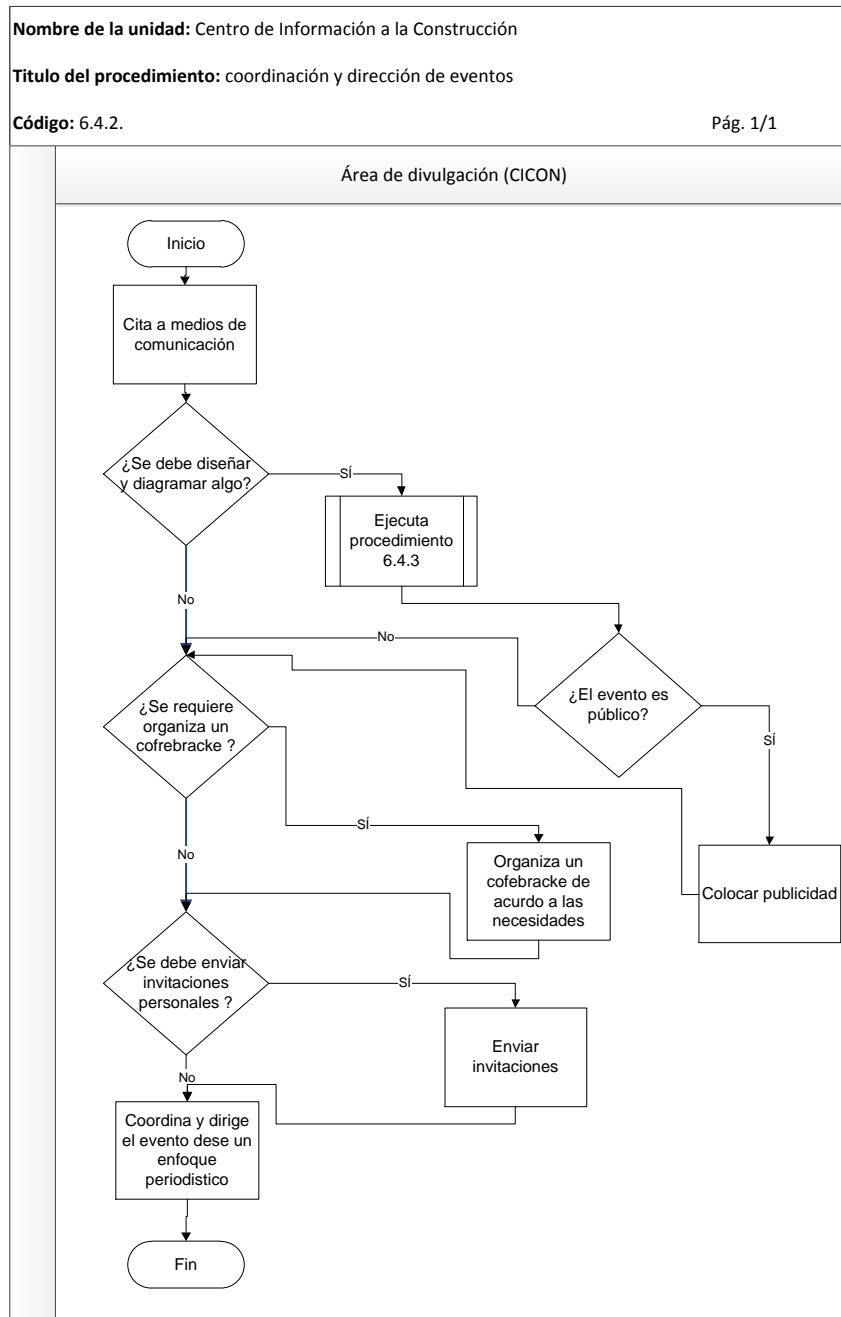 Nombre de la unidad: Centro de Información a la Construcción
Titulo del procedimiento: coordinación y dirección de eventos
Código: 6.4.2.
Pág. 1/1
Área de divulgación (CICON)
Inicio
Cita a medios de
comunicación
¿Se debe diseñar
y diagramar algo?
SÍ
Ejecuta
procedimiento
6.4.3
No
No
¿El evento es
público?
SÍ
¿Se requiere
organiza un
cofrebracke ?
SÍ
No
Organiza un
cofebracke de
acurdo a las
necesidades
Colocar publicidad
¿Se debe enviar
invitaciones
personales ?
SÍ
Enviar
invitaciones
No
Coordina y dirige
el evento dese un
enfoque
periodistico
Fin